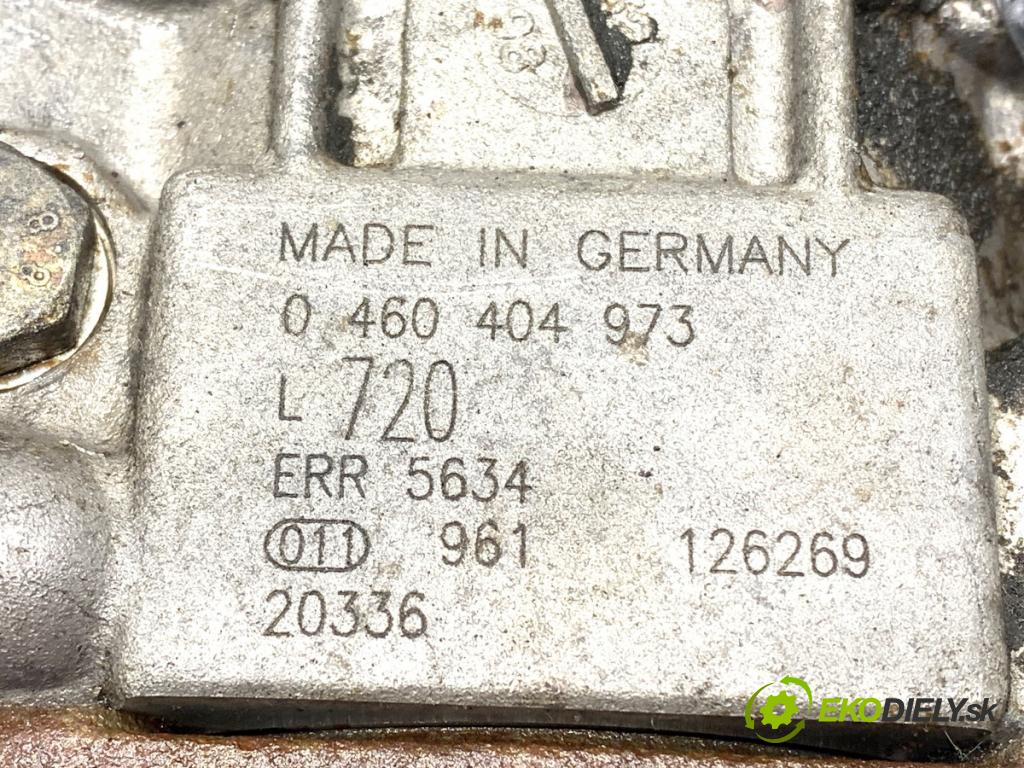 MADE IN GERMANY
0 460 404 973
L 720
ERR 5634
011 961 126269
20336
EKODIELY.sk